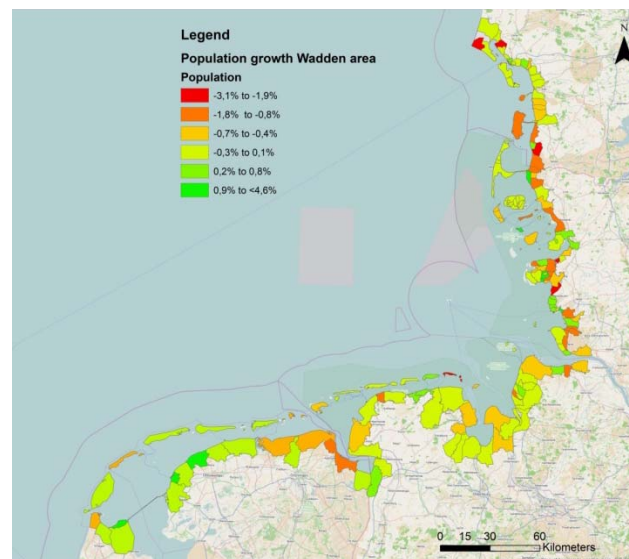 Legend
Population growth Wadden area
Population
-3,1% to -1,9%
-1,8% to -0,8%
-0,7% to -0,4%
-0,3% to 0,1%
0,2% to 0,8%
0,9% to <4,6%
N
0 15 30 60
Kilometers